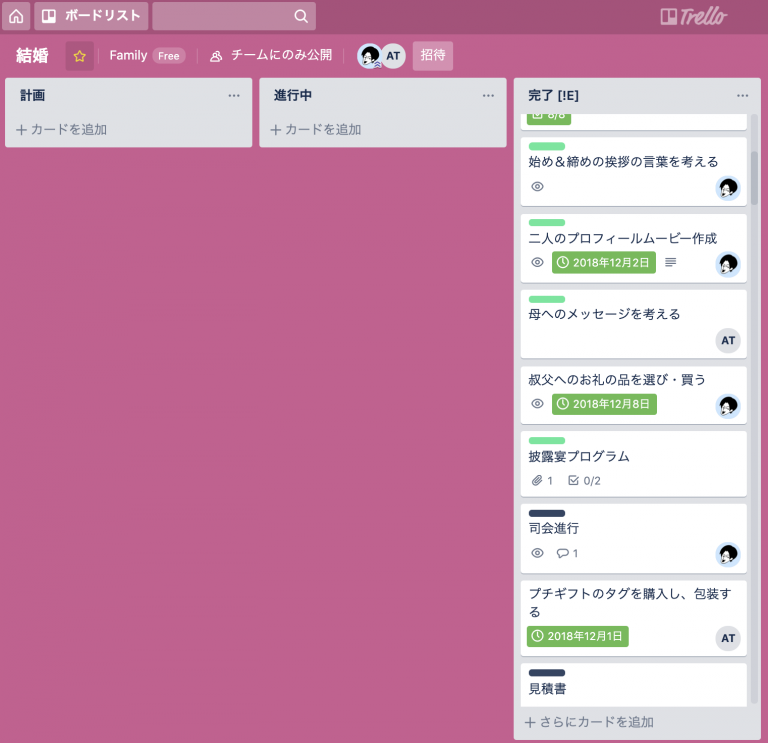 ボードリスト
Trello
結婚
Family Free
チームにのみ公開
AT
招待
計画
+ カードを追加
進行中
+ カードを追加
完了 [!E]
6/8
始め＆締めの挨拶の言葉を考える
二人のプロフィールムービー作成
2018年12月2日
母へのメッセージを考える
AT
叔父へのお礼の品を選び・買う
2018年12月8日
披露宴プログラム
1 0/2
司会進行
1
プチギフトのタグを購入し、包装す
る
2018年12月1日
AT
見積書
+ さらにカードを追加